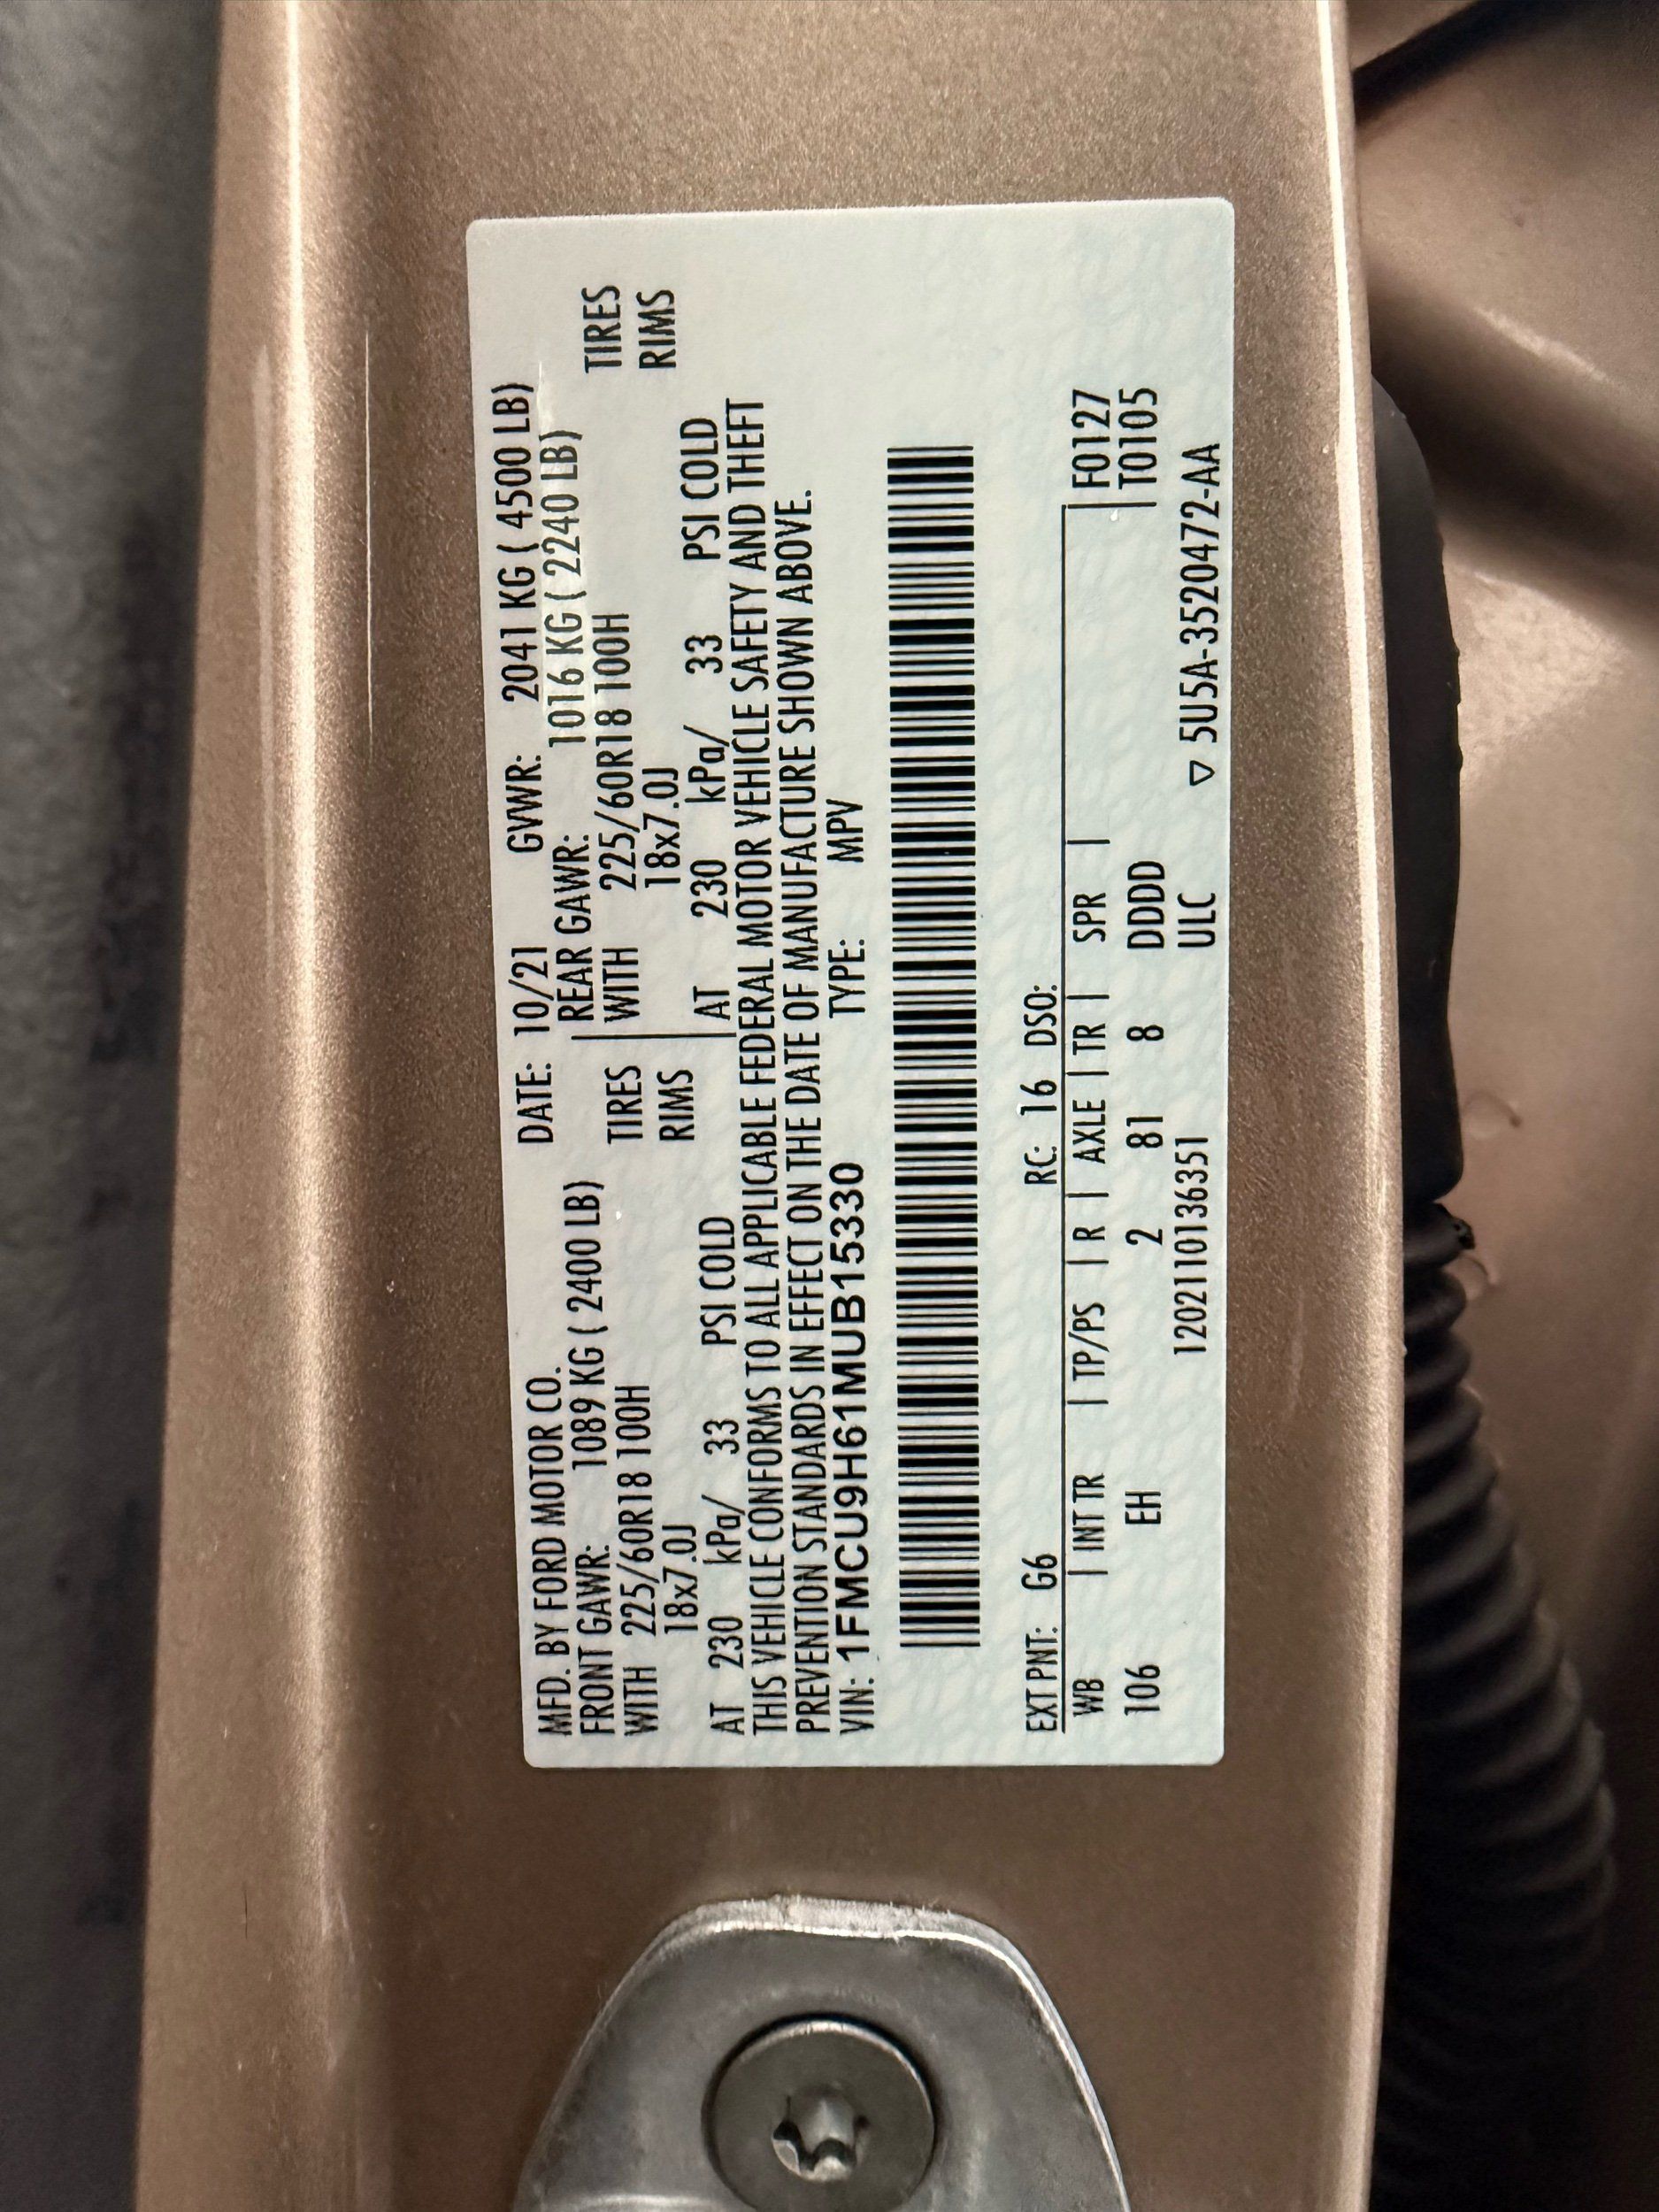 MFD. BY FORD MOTOR CO. DATE: 10/21 GVWR: 2041 KG ( 4500 LB)
FRONT GAWR: 1089 KG ( 2400 LB) REAR GAWR: 1016 KG ( 2240 LB)
WITH 225/60R18 100H TIRES WITH 225/60R18 100H TIRES
18x7.0J RIMS 18x7.0J RIMS
AT 230 kPa/ 33 PSI COLD AT 230 kPa/ 33 PSI COLD
THIS VEHICLE CONFORMS TO ALL APPLICABLE FEDERAL MOTOR VEHICLE SAFETY AND THEFT
PREVENTION STANDARDS IN EFFECT ON THE DATE OF MANUFACTURE SHOWN ABOVE.
VIN: 1FMCU9H61MUB15330 TYPE: MPV
EXT PNT: G6 RC: 16 DSO:
WB | INT TR | TP/PS | R | AXLE | TR | SPR | | F0127
106 EH 2 81 8 DDDD | T0105
1202110136351 ULC ▽ 5U5A-3520472-AA